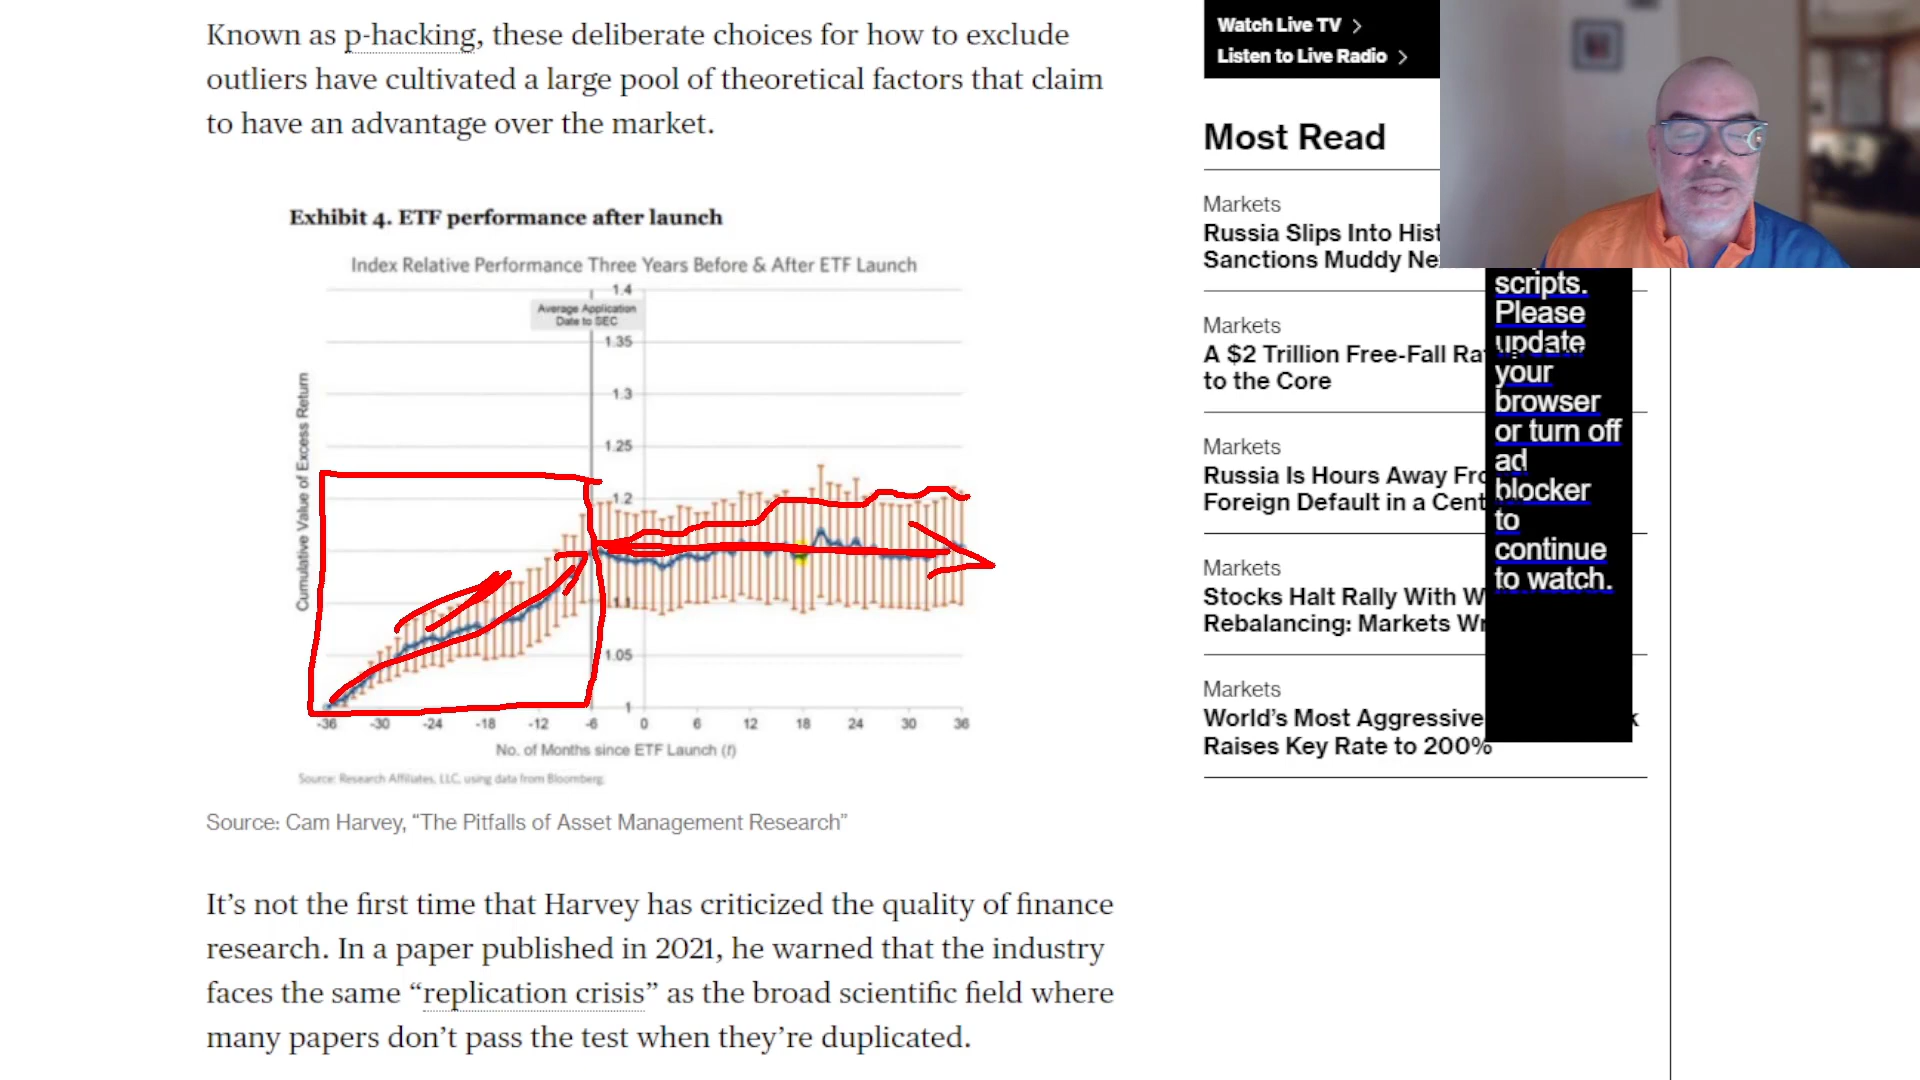 Known as p-hacking, these deliberate choices for how to exclude
outliers have cultivated a large pool of theoretical factors that claim
to have an advantage over the market.
Exhibit 4. ETF performance after launch
Index Relative Performance Three Years Before & After ETF Launch
Average Application
Date to SEC
1.4
1.35
1.3
1.25
1.2
1.05
1
Cumulative Value of Excess Return
-36 -30 -24 -18 -12 -6 0 6 12 18 24 30 36
No. of Months since ETF Launch (t)
Source: Research Affiliates, LLC, using data from Bloomberg.
Source: Cam Harvey, “The Pitfalls of Asset Management Research”
It’s not the first time that Harvey has criticized the quality of finance
research. In a paper published in 2021, he warned that the industry
faces the same “replication crisis” as the broad scientific field where
many papers don’t pass the test when they’re duplicated.
Watch Live TV
Listen to Live Radio
Most Read
Markets
Russia Slips Into
Sanctions Muddy
Markets
A $2 Trillion Free-Fall
to the Core
Markets
Russia Is Hours Away
Foreign Default in a
Markets
Stocks Halt Rally With
Rebalancing: Markets
Markets
World’s Most Aggressive
Raises Key Rate to 200%
scripts.
Please
update
your
browser
or turn off
ad
blocker
to
continue
to watch.